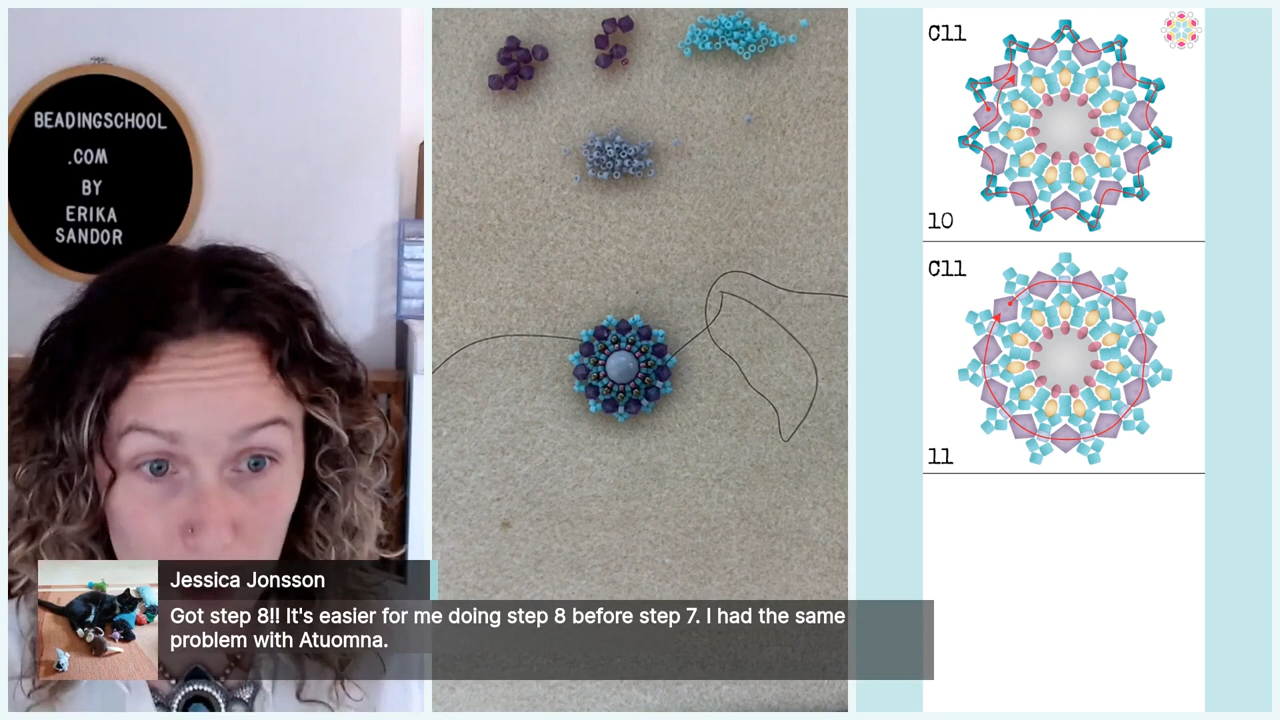 BEADINGSCHOOL
.COM
BY
ERIKA
SANDOR
C11
10
C11
11
Jessica Jonsson
Got step 8!! It's easier for me doing step 8 before step 7. I had the same
problem with Atuomna.